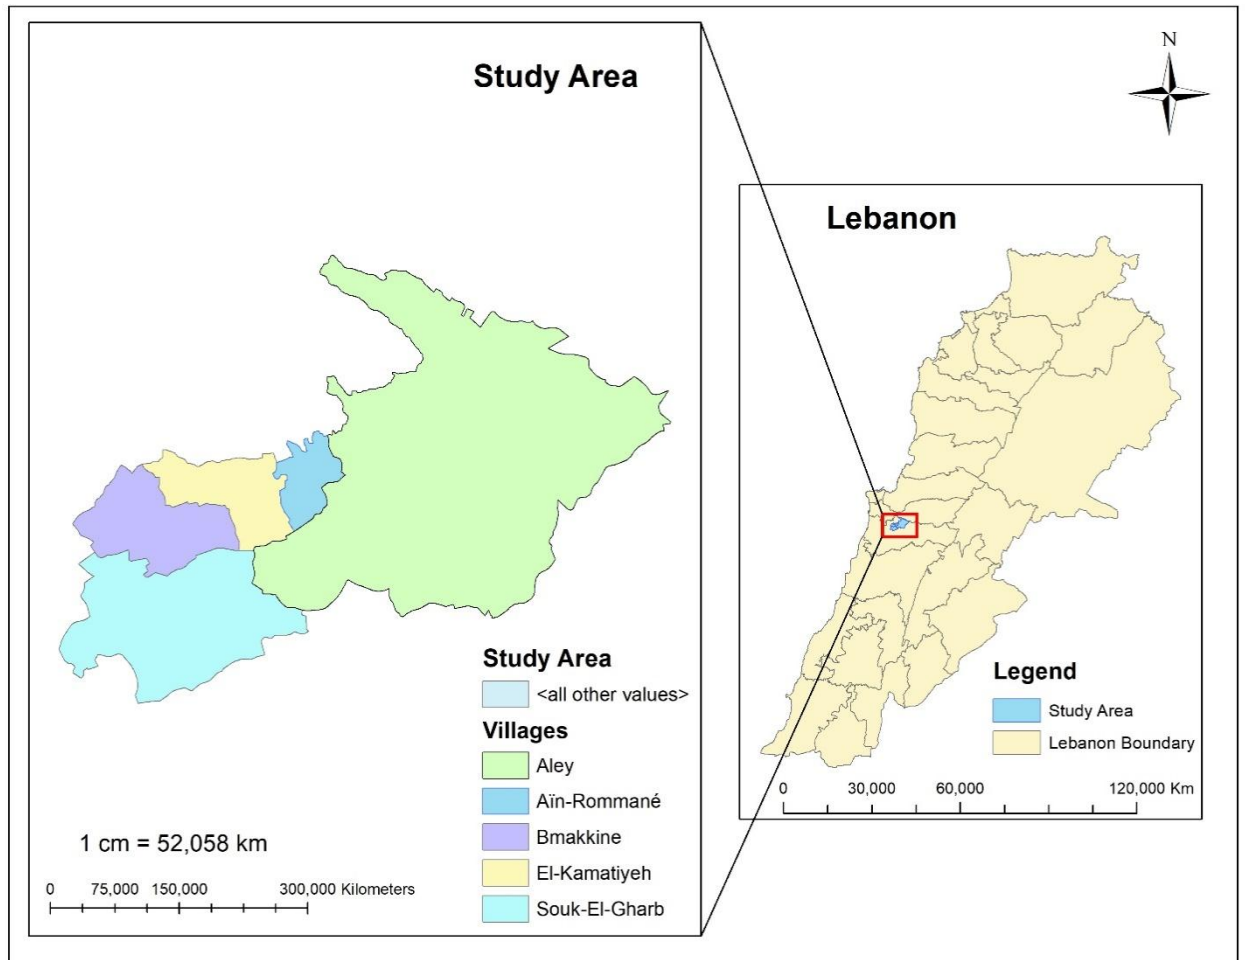 Study Area
N
Lebanon
Study Area
<all other values>
Villages
Aley
Aïn-Rommané
Bmakkine
El-Kamatiyeh
Souk-El-Gharb
1 cm = 52,058 km
0 75,000 150,000 300,000 Kilometers
Legend
Study Area
Lebanon Boundary
0 30,000 60,000 120,000 Km